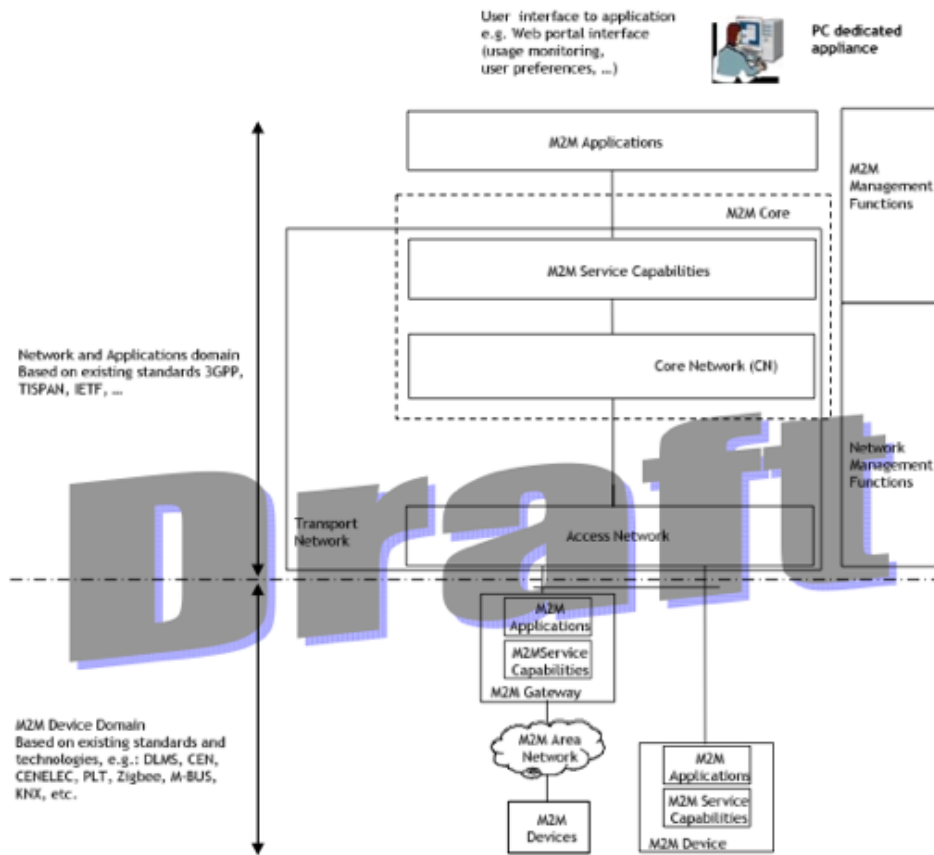 User interface to application
e.g. Web portal interface
(usage monitoring,
user preferences, ...)
PC dedicated
appliance
M2M Applications
M2M
Management
Functions
M2M Core
M2M Service Capabilities
Core Network (CN)
Network and Applications domain
Based on existing standards 3GPP,
TISPAN, IETF, ...
Draft
Network
Management
Functions
Transport
Network
Access Network
M2M
Applications
M2MService
Capabilities
M2M Gateway
M2M Area
Network
M2M
Devices
M2M Device Domain
Based on existing standards and
technologies, e.g.: DLMS, CEN,
CENELEC, PLT, Zigbee, M-BUS,
KNX, etc.
M2M
Applications
M2M Service
Capabilities
M2M Device